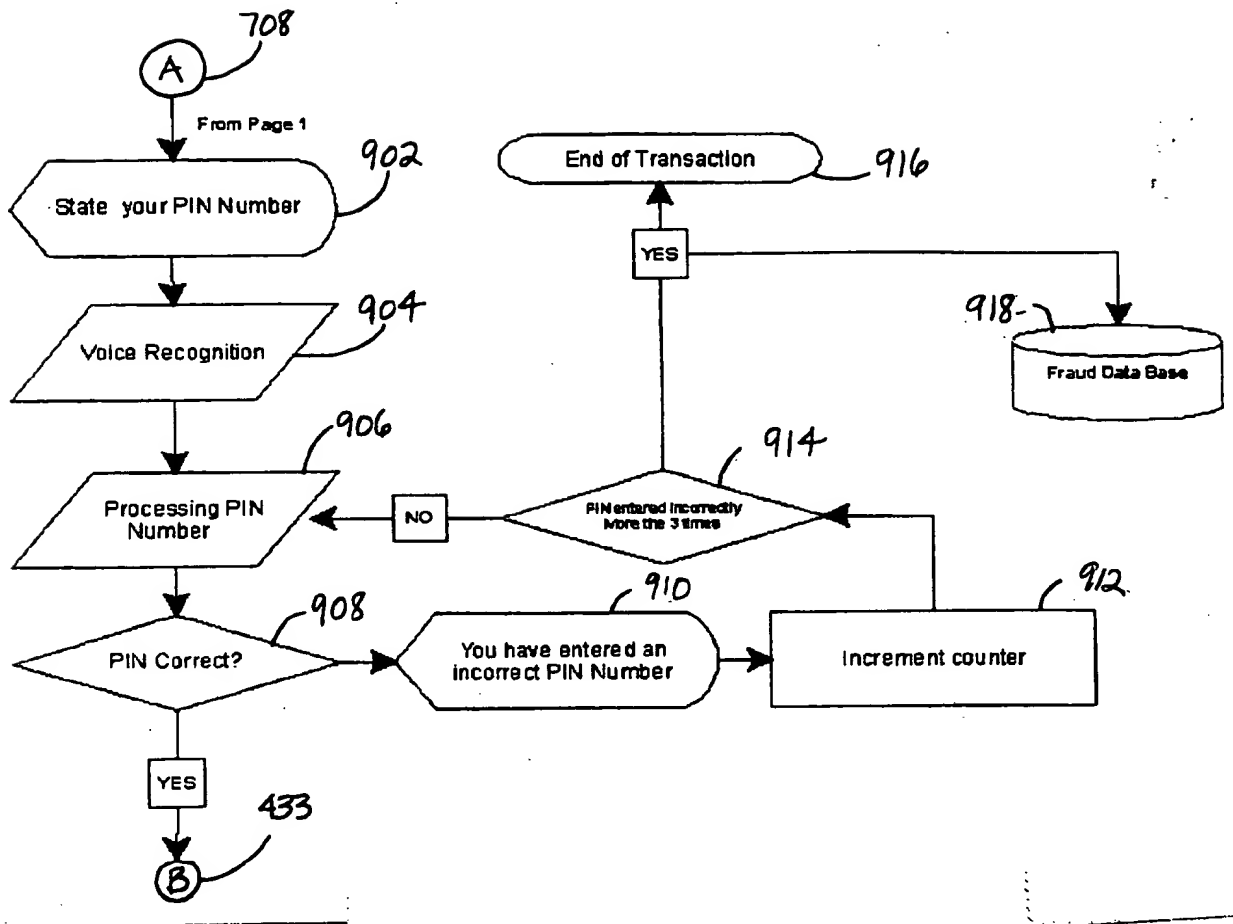 708
A
From Page 1
902
State your PIN Number
904
Voice Recognition
906
Processing PIN
Number
908
PIN Correct?
YES
433
B
910
You have entered an
incorrect PIN Number
912
Increment counter
914
PIN entered Incorrectly
More the 3 times
NO
YES
End of Transaction
916
918
Fraud Data Base